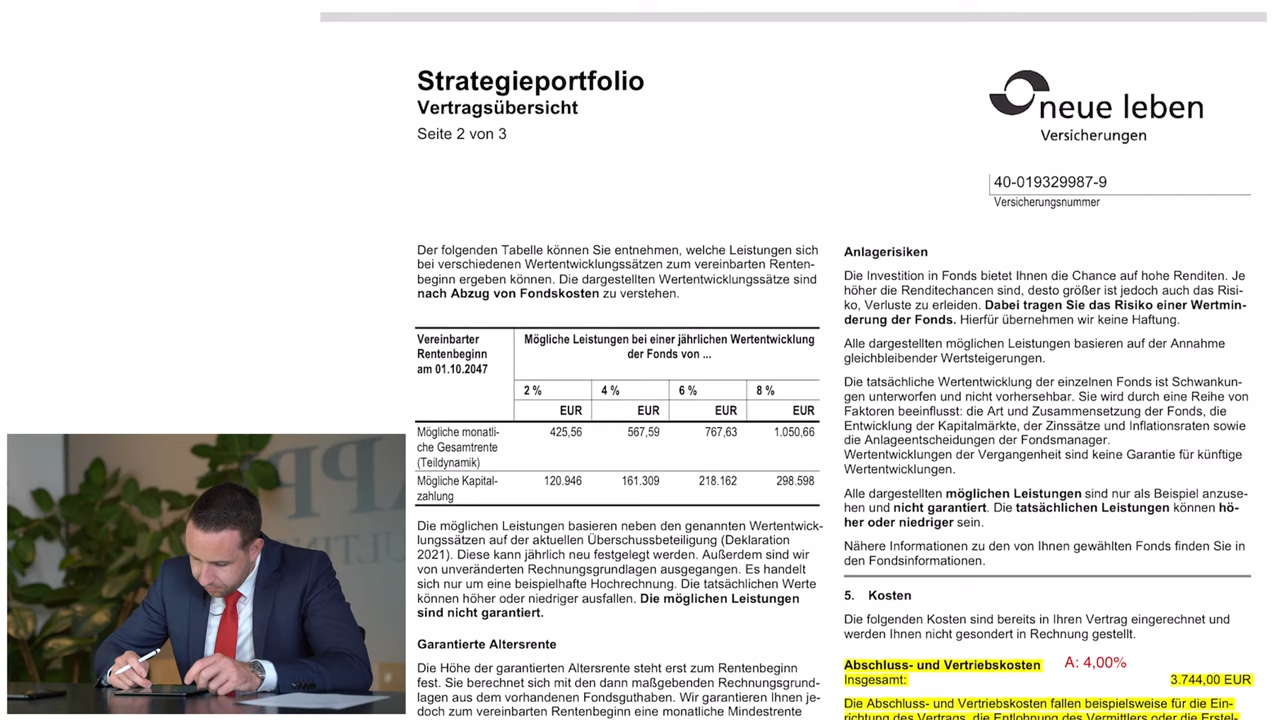 Strategieportfolio
Vertragsübersicht
Seite 2 von 3
neue leben
Versicherungen
40-019329987-9
Versicherungsnummer
Der folgenden Tabelle können Sie entnehmen, welche Leistungen sich
bei verschiedenen Wertentwicklungssätzen zum vereinbarten Renten-
beginn ergeben können. Die dargestellten Wertentwicklungssätze sind
nach Abzug von Fondskosten zu verstehen.
Vereinbarter
Rentenbeginn
am 01.10.2047
Mögliche Leistungen bei einer jährlichen Wertentwicklung
der Fonds von ...
2 % 4 % 6 % 8 %
EUR EUR EUR EUR
Mögliche monatli- 425,56 567,59 767,63 1.050,66
che Gesamtrente
(Teildynamik)
Mögliche Kapital- 120.946 161.309 218.162 298.598
zahlung
Die möglichen Leistungen basieren neben den genannten Wertentwick-
lungssätzen auf der aktuellen Überschussbeteiligung (Deklaration
2021). Diese kann jährlich neu festgelegt werden. Außerdem sind wir
von unveränderten Rechnungsgrundlagen ausgegangen. Es handelt
sich nur um eine beispielhafte Hochrechnung. Die tatsächlichen Werte
können höher oder niedriger ausfallen. Die möglichen Leistungen
sind nicht garantiert.
Garantierte Altersrente
Die Höhe der garantierten Altersrente steht erst zum Rentenbeginn
fest. Sie berechnet sich mit den dann maßgebenden Rechnungsgrund-
lagen aus dem vorhandenen Fondsguthaben. Wir garantieren Ihnen je-
doch zum vereinbarten Rentenbeginn eine monatliche Mindestrente
Anlagerisiken
Die Investition in Fonds bietet Ihnen die Chance auf hohe Renditen. Je
höher die Renditechancen sind, desto größer ist jedoch auch das Risi-
ko, Verluste zu erleiden. Dabei tragen Sie das Risiko einer Wertmin-
derung der Fonds. Hierfür übernehmen wir keine Haftung.
Alle dargestellten möglichen Leistungen basieren auf der Annahme
gleichbleibender Wertsteigerungen.
Die tatsächliche Wertentwicklung der einzelnen Fonds ist Schwankun-
gen unterworfen und nicht vorhersehbar. Sie wird durch eine Reihe von
Faktoren beeinflusst: die Art und Zusammensetzung der Fonds, die
Entwicklung der Kapitalmärkte, der Zinssätze und Inflationsraten sowie
die Anlageentscheidungen der Fondsmanager.
Wertentwicklungen der Vergangenheit sind keine Garantie für künftige
Wertentwicklungen.
Alle dargestellten möglichen Leistungen sind nur als Beispiel anzuse-
hen und nicht garantiert. Die tatsächlichen Leistungen können hö-
her oder niedriger sein.
Nähere Informationen zu den von Ihnen gewählten Fonds finden Sie in
den Fondsinformationen.
5. Kosten
Die folgenden Kosten sind bereits in Ihren Vertrag eingerechnet und
werden Ihnen nicht gesondert in Rechnung gestellt.
Abschluss- und Vertriebskosten A: 4,00%
Insgesamt: 3.744,00 EUR
Die Abschluss- und Vertriebskosten fallen beispielsweise für die Ein-
richtung des Vertrags, die Entlohnung des Vermittlers oder die Erstel-